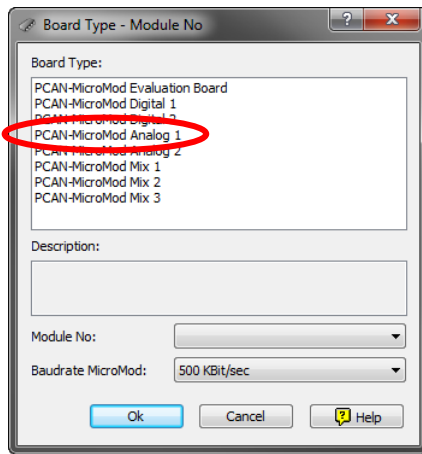 Board Type - Module No
Board Type:
PCAN-MicroMod Evaluation Board
PCAN-MicroMod Digital 1
PCAN-MicroMod Digital 2
PCAN-MicroMod Analog 1
PCAN-MicroMod Analog 2
PCAN-MicroMod Mix 1
PCAN-MicroMod Mix 2
PCAN-MicroMod Mix 3
Description:
Module No:
Baudrate MicroMod: 500 KBit/sec
Ok Cancel Help